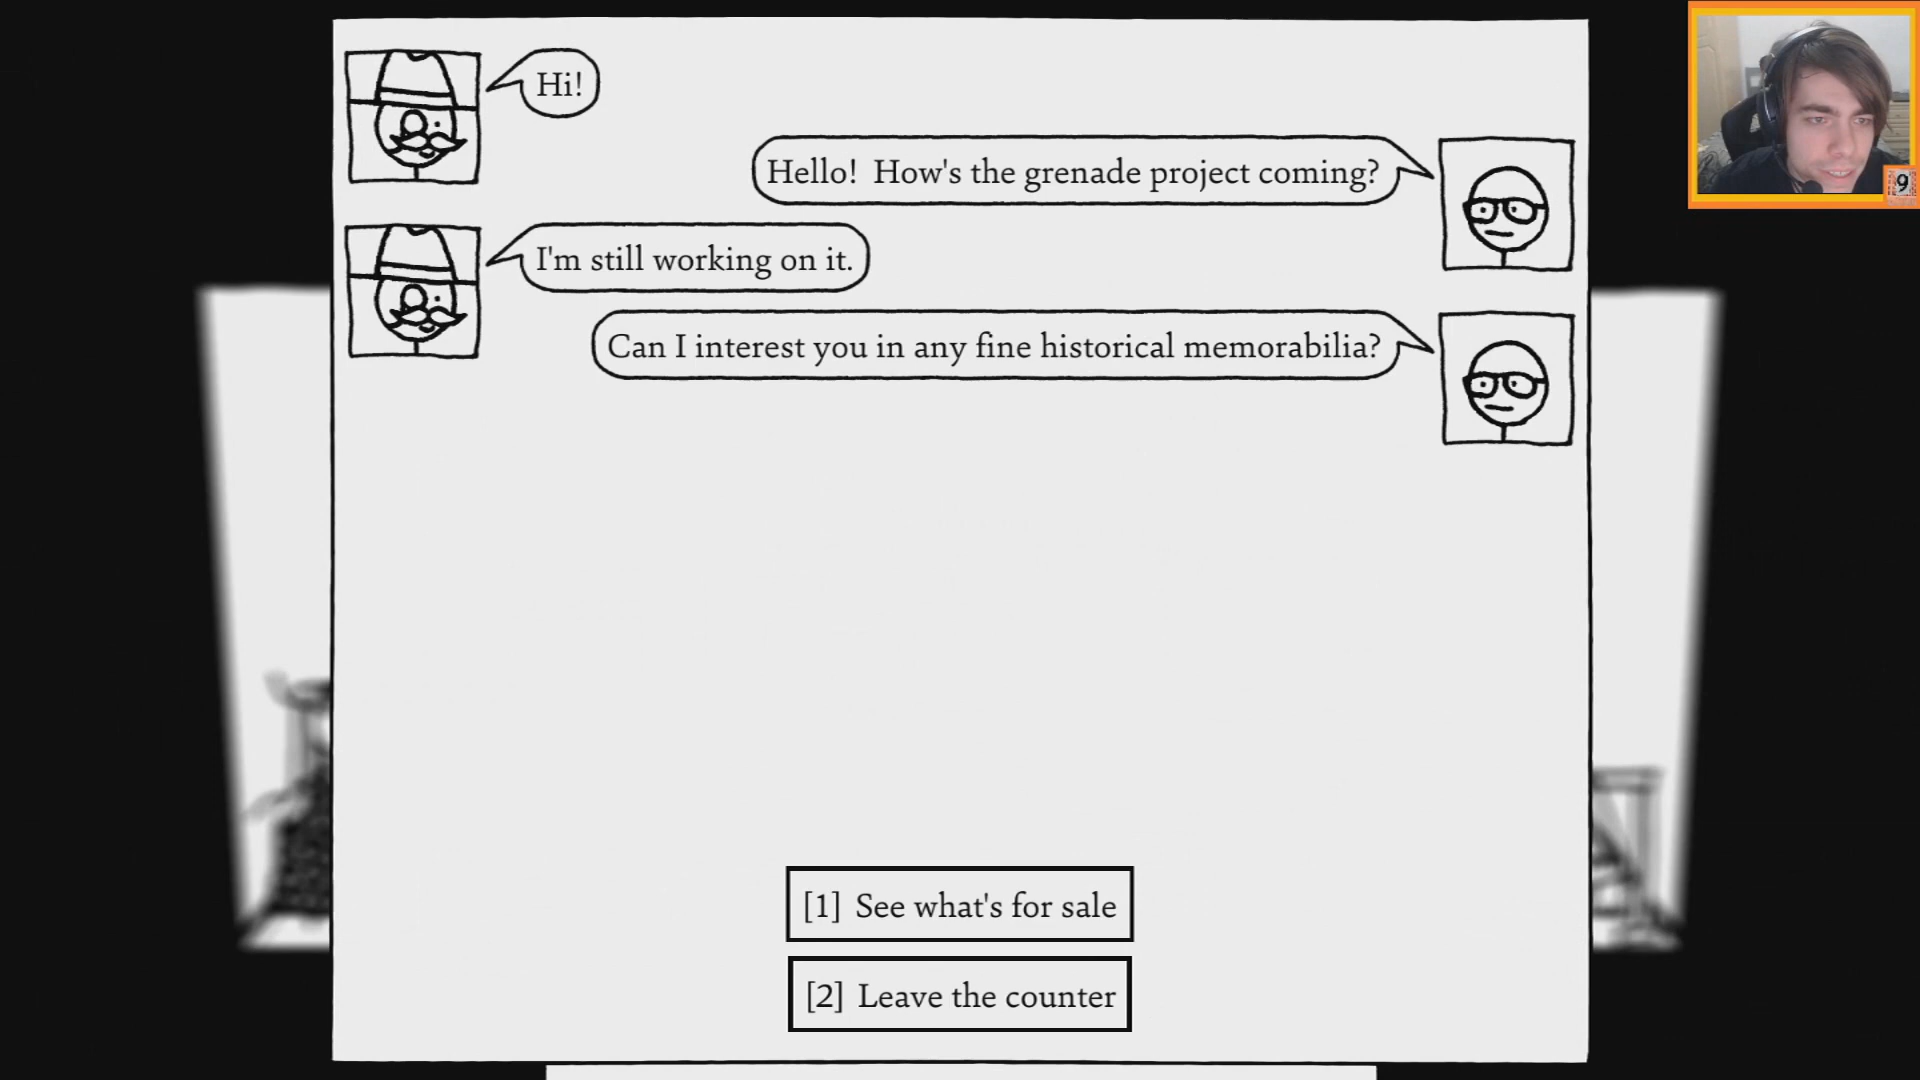 Hi!
Hello!  How's the grenade project coming?
I'm still working on it.
Can I interest you in any fine historical memorabilia?
[1] See what's for sale
[2] Leave the counter
9